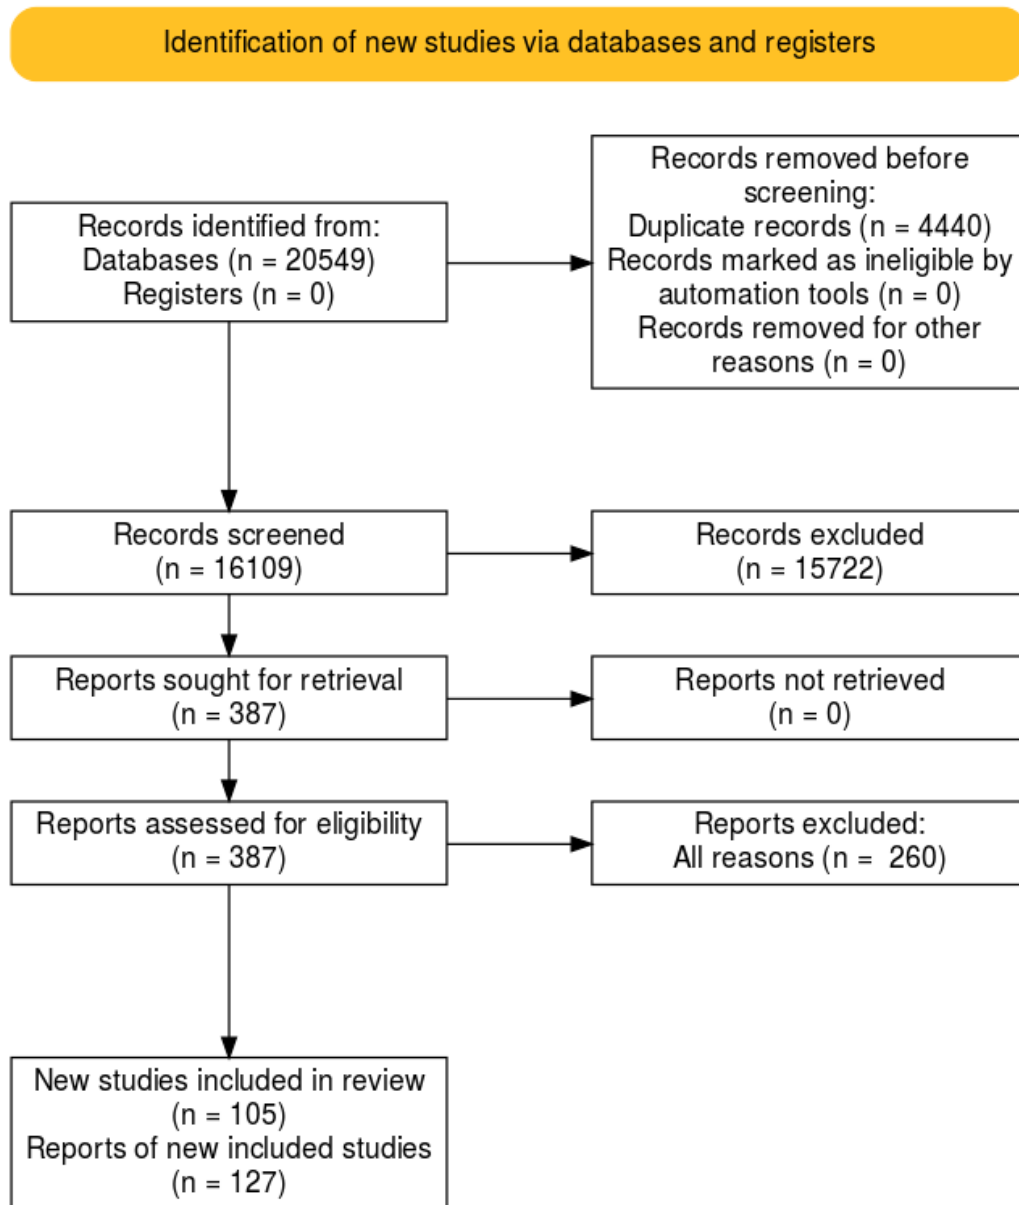 Identification of new studies via databases and registers
Records identified from:
Databases (n = 20549)
Registers (n = 0)
Records removed before
screening:
Duplicate records (n = 4440)
Records marked as ineligible by
automation tools (n = 0)
Records removed for other
reasons (n = 0)
Records screened
(n = 16109)
Records excluded
(n = 15722)
Reports sought for retrieval
(n = 387)
Reports not retrieved
(n = 0)
Reports assessed for eligibility
(n = 387)
Reports excluded:
All reasons (n =  260)
New studies included in review
(n = 105)
Reports of new included studies
(n = 127)